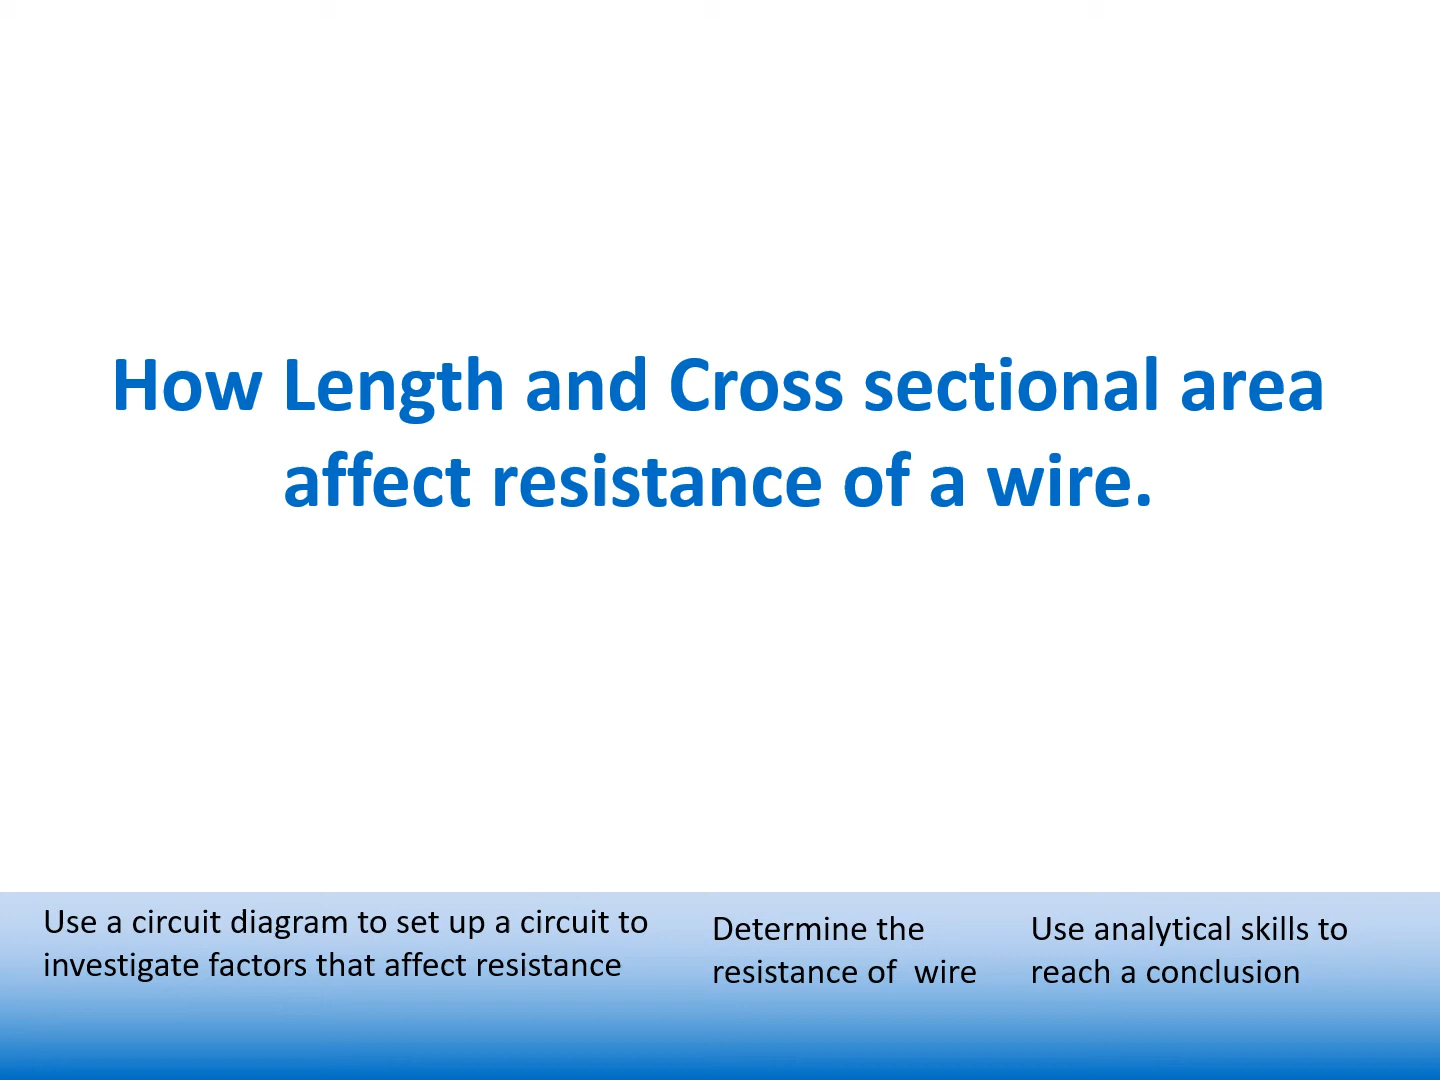 How Length and Cross sectional area
affect resistance of a wire.
Use a circuit diagram to set up a circuit to
investigate factors that affect resistance
Determine the
resistance of  wire
Use analytical skills to
reach a conclusion